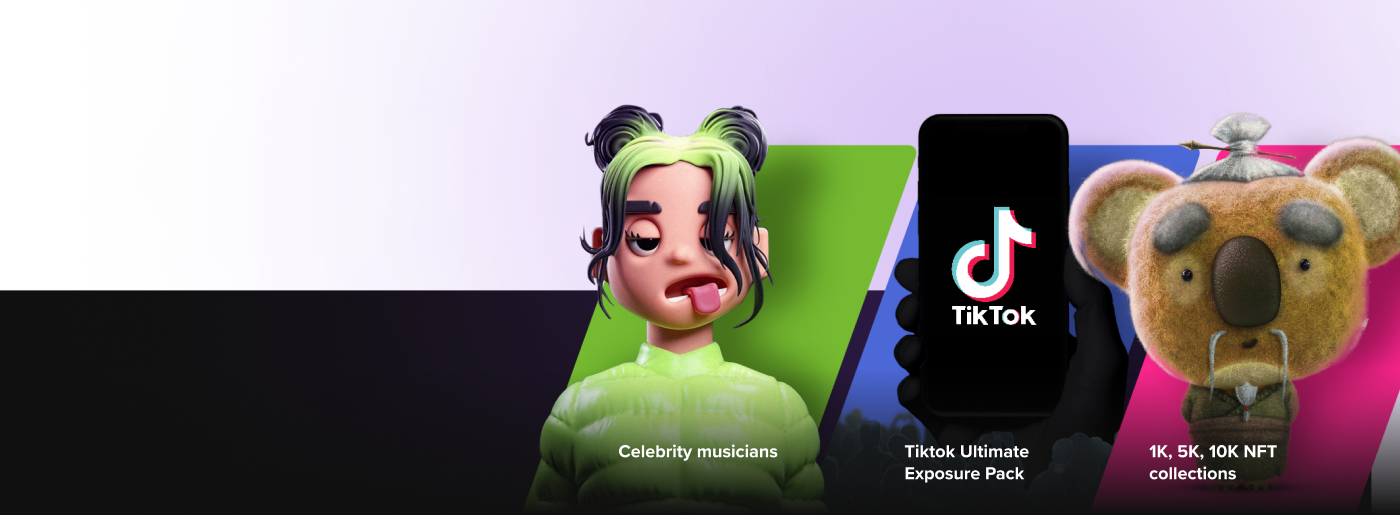 TikTok
Celebrity musicians
Tiktok Ultimate
Exposure Pack
1K, 5K, 10K NFT
collections